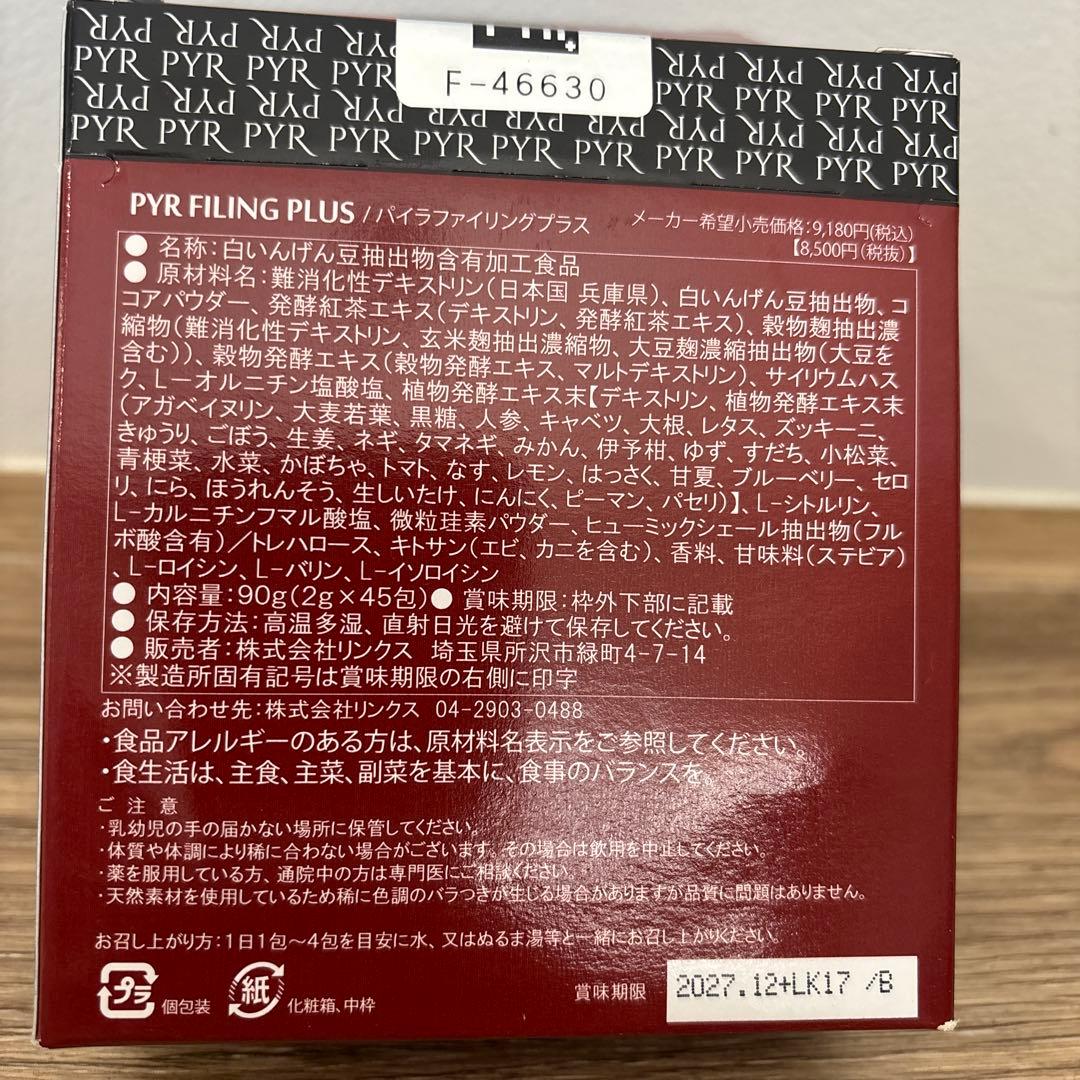 F-46630
PYR PYR PYR PYR PYR PYR PYR PYR PYR PYR PYR
PYR PYR PYR PYR PYR PYR PYR PYR PYR PYR PYR
PYR FILING PLUS / パイラファイリングプラス メーカー希望小売価格：9,180円(税込)
【8,500円（税抜）】
● 名称：白いんげん豆抽出物含有加工食品
● 原材料名：難消化性デキストリン（日本国 兵庫県）、白いんげん豆抽出物、コ
コアパウダー、発酵紅茶エキス（デキストリン、発酵紅茶エキス）、穀物麹抽出濃
縮物（難消化性デキストリン、玄米麹抽出濃縮物、大豆麹濃縮抽出物（大豆を
含む））、穀物発酵エキス（穀物発酵エキス、マルトデキストリン）、サイリウムハス
ク、L－オルニチン塩酸塩、植物発酵エキス末【デキストリン、植物発酵エキス末
（アガベイヌリン、大麦若葉、黒糖、人参、キャベツ、大根、レタス、ズッキーニ、
きゅうり、ごぼう、生姜、ネギ、タマネギ、みかん、伊予柑、ゆず、すだち、小松菜、
青梗菜、水菜、かぼちゃ、トマト、なす、レモン、はっさく、甘夏、ブルーベリー、セロ
リ、にら、ほうれんそう、生しいたけ、にんにく、ピーマン、パセリ）】、L－シトルリン、
L－カルニチンフマル酸塩、微粒珪素パウダー、ヒューミックシェール抽出物（フル
ボ酸含有）／トレハロース、キトサン（エビ、カニを含む）、香料、甘味料（ステビア）
、L－ロイシン、L－バリン、L－イソロイシン
● 内容量：90g（2g×45包）● 賞味期限：枠外下部に記載
● 保存方法：高温多湿、直射日光を避けて保存してください。
● 販売者：株式会社リンクス 埼玉県所沢市緑町4-7-14
※製造所固有記号は賞味期限の右側に印字
お問い合わせ先：株式会社リンクス 04-2903-0488
・食品アレルギーのある方は、原材料名表示をご参照してください。
・食生活は、主食、主菜、副菜を基本に、食事のバランスを。
ご注意
・乳幼児の手の届かない場所に保管してください。
・体質や体調により稀に合わない場合がございます。その場合は飲用を中止してください。
・薬を服用している方、通院中の方は専門医にご相談ください。
・天然素材を使用しているため稀に色調のバラつきが生じる場合がありますが品質に問題はありません。
お召し上がり方：1日1包～4包を目安に水、又はぬるま湯等と一緒にお召し上がりください。
プラ 個包装 紙 化粧箱、中枠 賞味期限 2027.12+LK17 /B